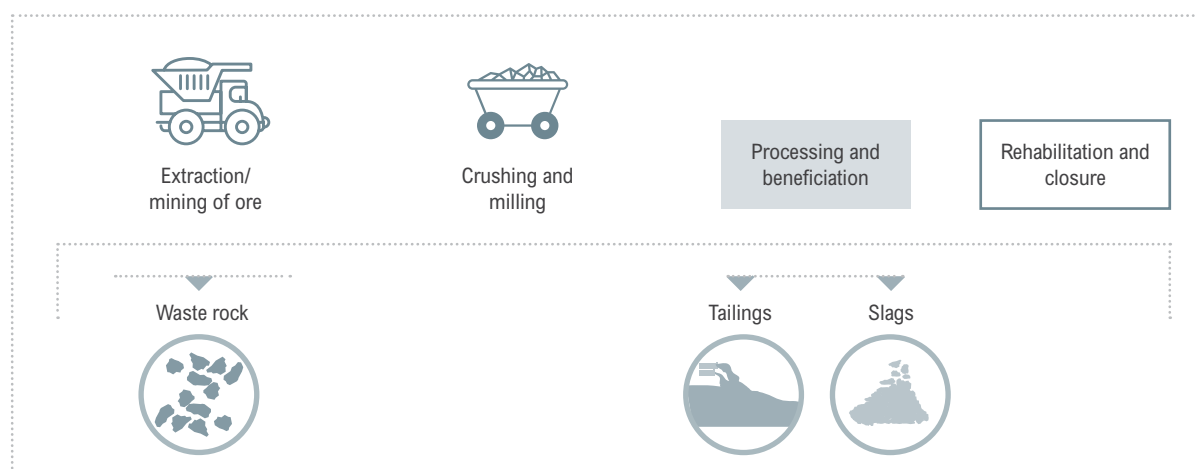 Extraction/
mining of ore
Crushing and
milling
Processing and
beneficiation
Rehabilitation and
closure
Waste rock
Tailings
Slags